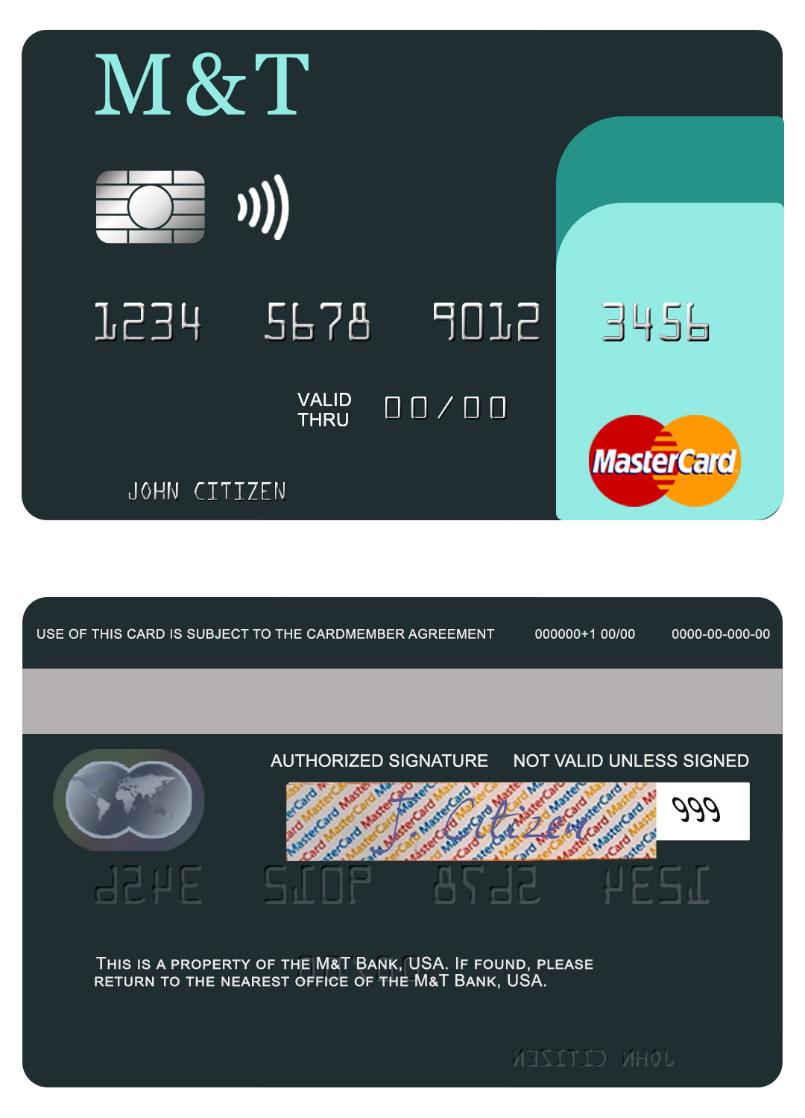 M&T
1234 5678 9012 3456
VALID
THRU 00/00
MasterCard
JOHN CITIZEN
USE OF THIS CARD IS SUBJECT TO THE CARDMEMBER AGREEMENT 000000+1 00/00 0000-00-000-00
AUTHORIZED SIGNATURE NOT VALID UNLESS SIGNED
J. Citizen 999
THIS IS A PROPERTY OF THE M&T BANK, USA. IF FOUND, PLEASE
RETURN TO THE NEAREST OFFICE OF THE M&T BANK, USA.